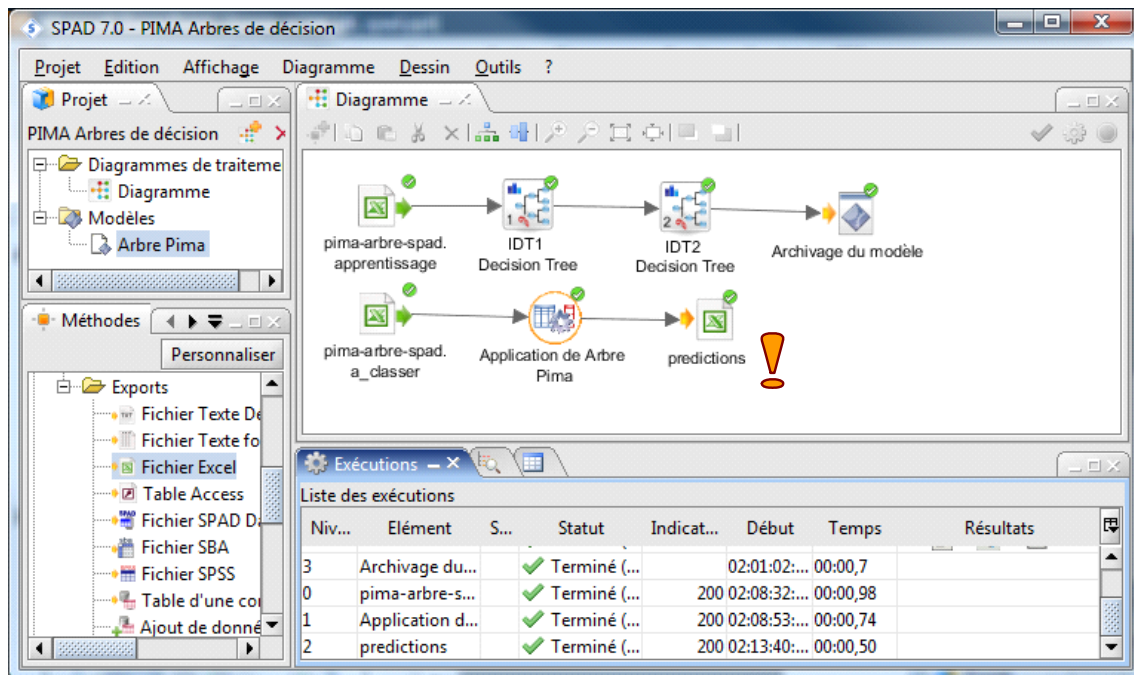 SPAD 7.0 - PIMA Arbres de décision
Projet Edition Affichage Diagramme Dessin Outils ?
Projet
PIMA Arbres de décision
Diagrammes de traiteme
Diagramme
Modèles
Arbre Pima
Méthodes
Personnaliser
Exports
Fichier Texte De
Fichier Texte fo
Fichier Excel
Table Access
Fichier SPAD Da
Fichier SBA
Fichier SPSS
Table d'une con
Ajout de donné
Diagramme
pima-arbre-spad.
apprentissage
1
IDT1
Decision Tree
2
IDT2
Decision Tree
Archivage du modèle
pima-arbre-spad.
a_classer
Application de Arbre
Pima
predictions
!
Exécutions
Liste des exécutions
Niv... Elément S... Statut Indicat... Début Temps Résultats
3 Archivage du... Terminé (... 02:01:02:... 00:00,7
0 pima-arbre-s... Terminé (... 200 02:08:32:... 00:00,98
1 Application d... Terminé (... 200 02:08:53:... 00:00,74
2 predictions Terminé (... 200 02:13:40:... 00:00,50